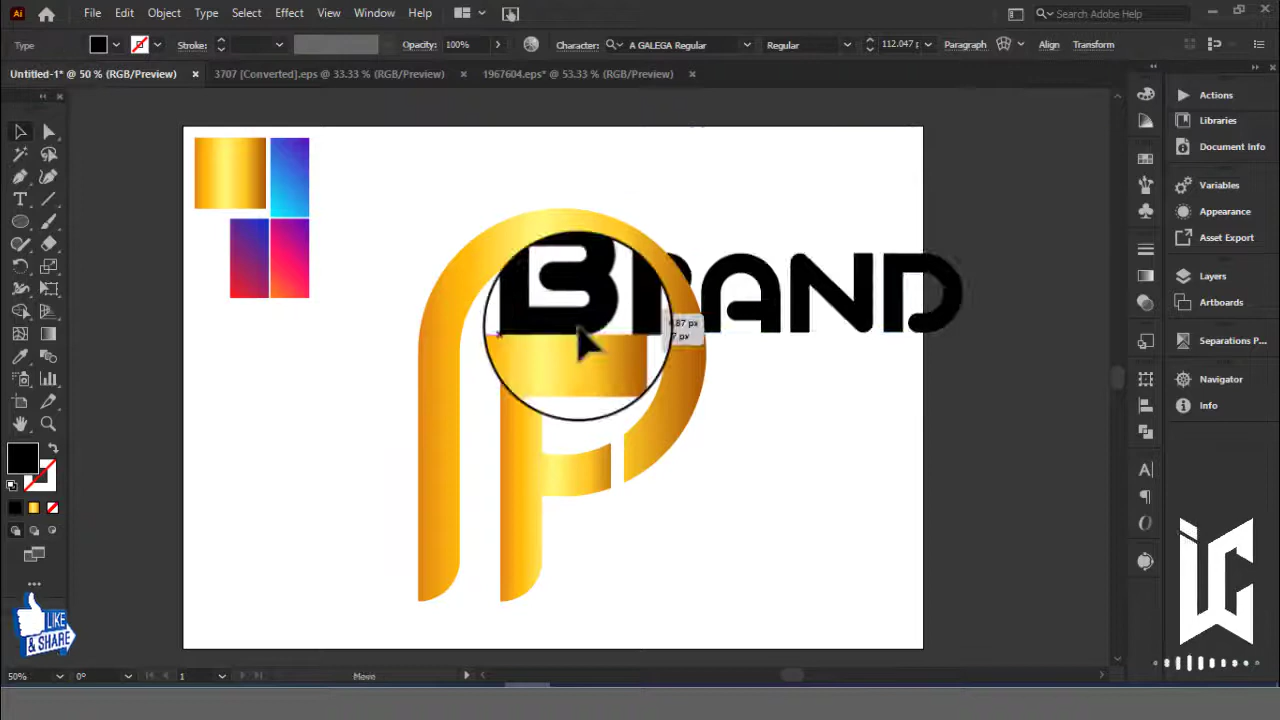 Ai File Edit Object Type Select Effect View Window Help Search Adobe Help
Type Stroke: Opacity: 100% Character: A GALEGA Regular Regular 112.047 Paragraph Align Transform
Untitled-1* @ 50 % (RGB/Preview) × 3707 [Converted].eps @ 33.33 % (RGB/Preview) × 1967604.eps* @ 53.33 % (RGB/Preview) ×
Actions
Libraries
Document Info
Variables
Appearance
Asset Export
Layers
Artboards
Separations P...
Navigator
Info
BRAND
LIKE
& SHARE
50% 0° 1 Move